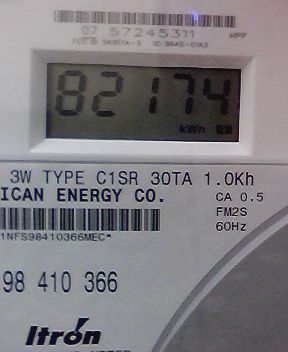 07 57245311 MPP
82174
kWh
3W TYPE C1SR 30TA 1.0Kh
ICAN ENERGY CO. CA 0.5
FM2S
60Hz
1NFS98410366MEC*
98 410 366
Itron